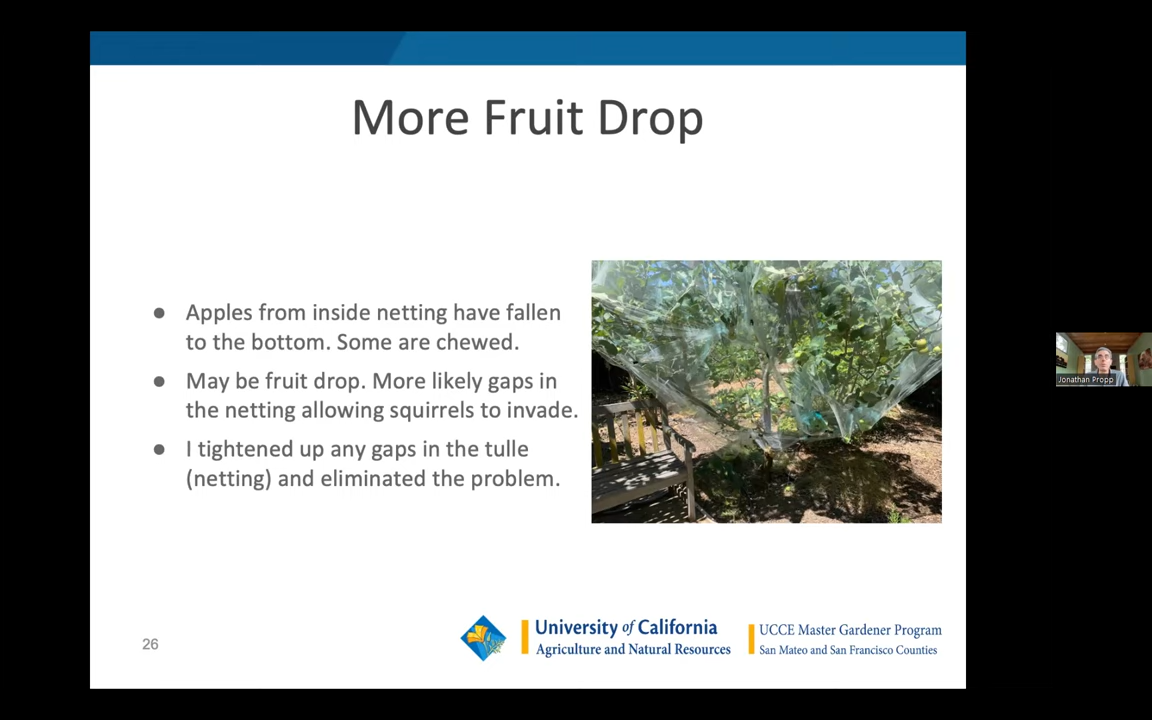 More Fruit Drop
● Apples from inside netting have fallen
to the bottom. Some are chewed.
● May be fruit drop. More likely gaps in
the netting allowing squirrels to invade.
● I tightened up any gaps in the tulle
(netting) and eliminated the problem.
Jonathan Propp
26
University of California
Agriculture and Natural Resources
UCCE Master Gardener Program
San Mateo and San Francisco Counties